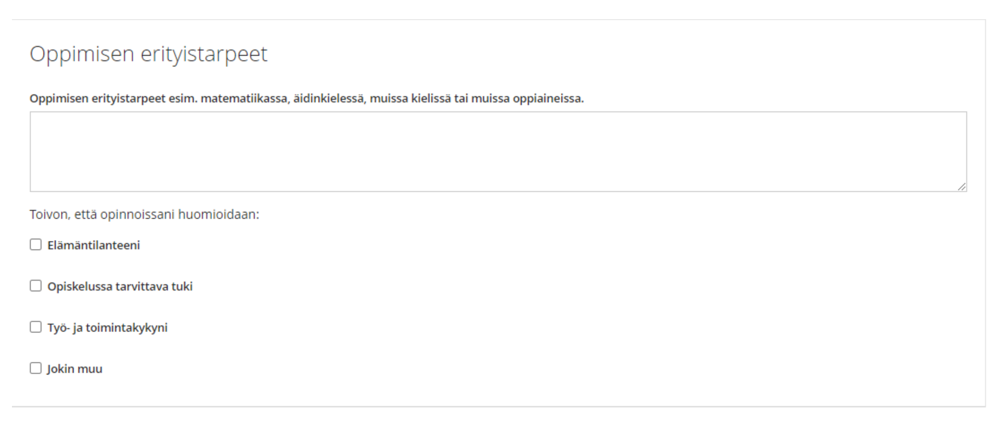 Oppimisen erityistarpeet
Oppimisen erityistarpeet esim. matematiikassa, äidinkielessä, muissa kielissä tai muissa oppiaineissa.
Toivon, että opinnoissani huomioidaan:
Elämäntilanteeni
Opiskelussa tarvittava tuki
Työ- ja toimintakykyni
Jokin muu